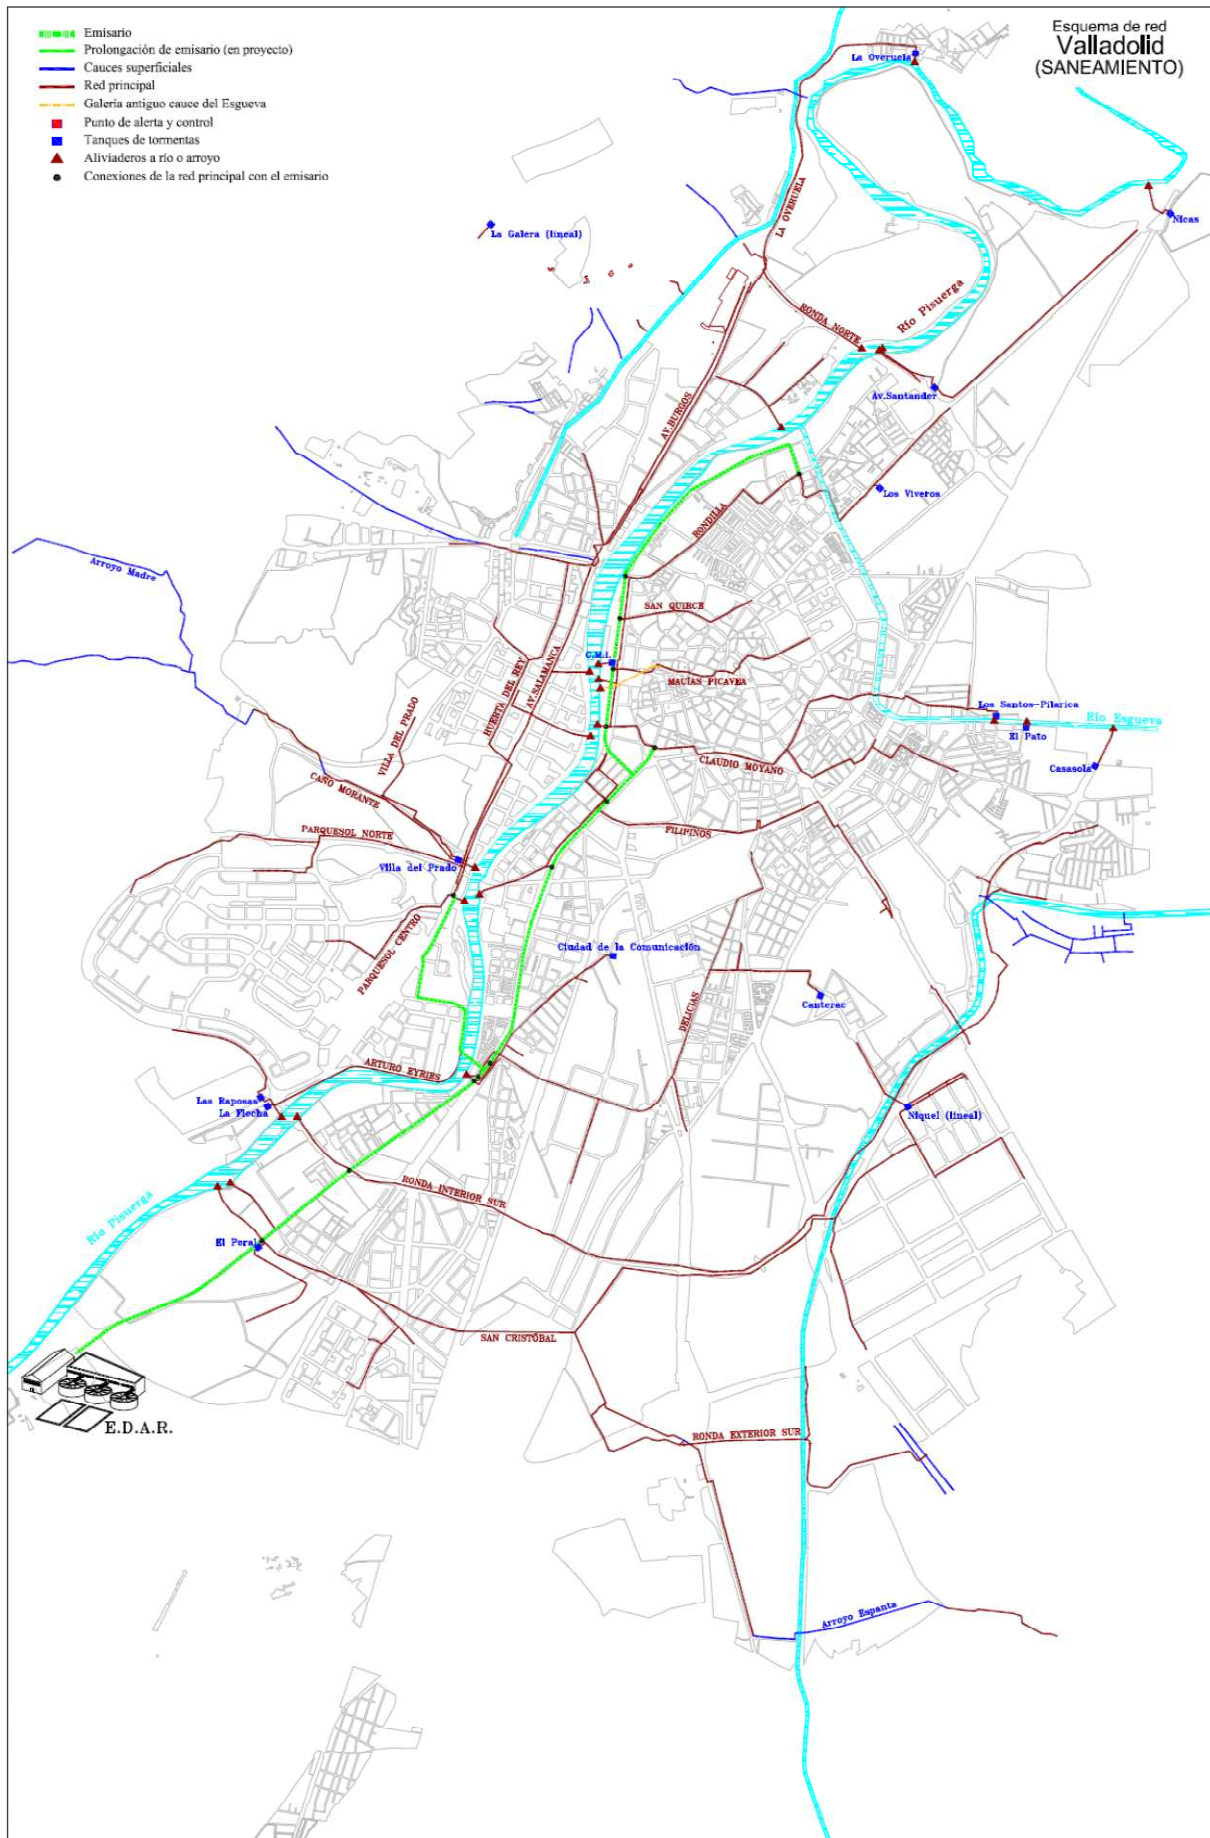 Esquema de red
Valladolid
(SANEAMIENTO)
Emisario
Prolongación de emisario (en proyecto)
Cauces superficiales
Red principal
Galería antiguo cauce del Esgueva
Punto de alerta y control
Tanques de tormentas
Aliviaderos a río o arroyo
Conexiones de la red principal con el emisario
La Overuela
LA OVERUELA
Nicas
La Galera (lineal)
Río Pisuerga
RONDA NORTE
Av.Santander
AV.BURGOS
Los Viveros
RONDILLA
Arroyo Madre
SAN QUIRCE
C.M.I.
MACÍAS PICAVEA
HUERTA DEL REY
AV.SALAMANCA
VILLA DEL PRADO
Los Santos-Pilarica
Río Esgueva
El Pato
CLAUDIO MOYANO
Casasola
CAÑO MORANTE
PARQUESOL NORTE
FILIPINOS
Villa del Prado
PARQUESOL CENTRO
Ciudad de la Comunicación
Canterac
DELICIAS
ARTURO EYRIES
Las Raposas
La Flecha
Níquel (lineal)
RONDA INTERIOR SUR
Río Pisuerga
El Peral
SAN CRISTÓBAL
E.D.A.R.
RONDA EXTERIOR SUR
Arroyo Espanta